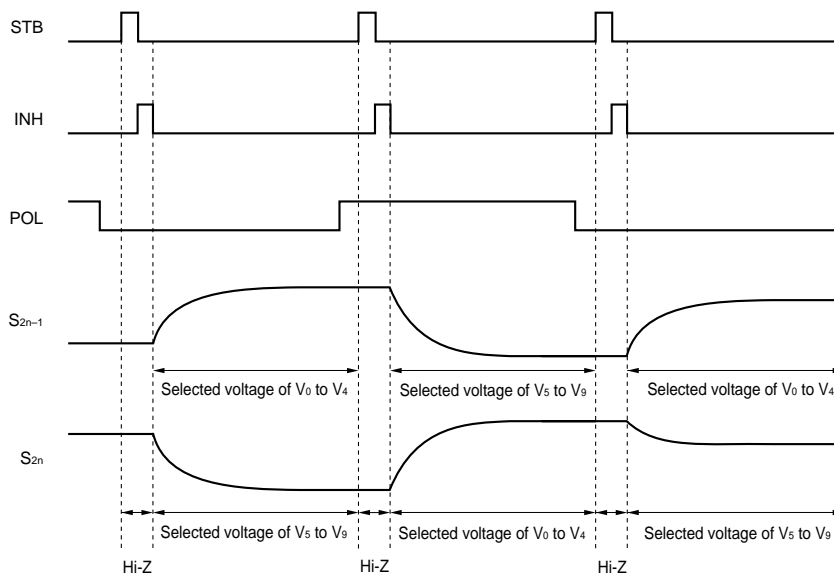 STB
INH
POL
S2n–1
Selected voltage of V0 to V4 Selected voltage of V5 to V9 Selected voltage of V0 to V4
S2n
Selected voltage of V5 to V9 Selected voltage of V0 to V4 Selected voltage of V5 to V9
Hi-Z Hi-Z Hi-Z